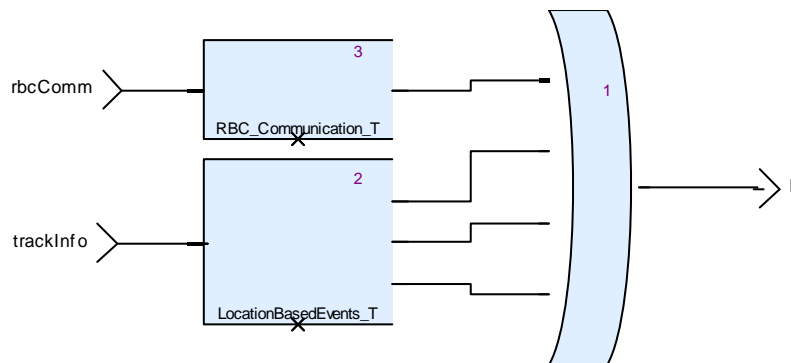 3
rbcComm
1
RBC_Communication_T
2
trackInfo
LocationBasedEvents_T